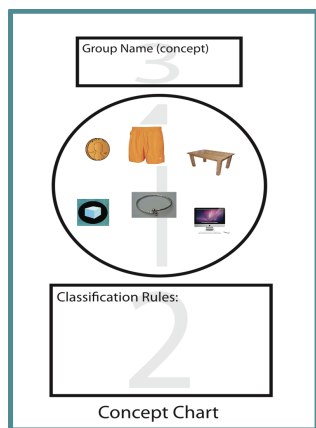 Group Name (concept)
3
1
Classification Rules:
2
Concept Chart